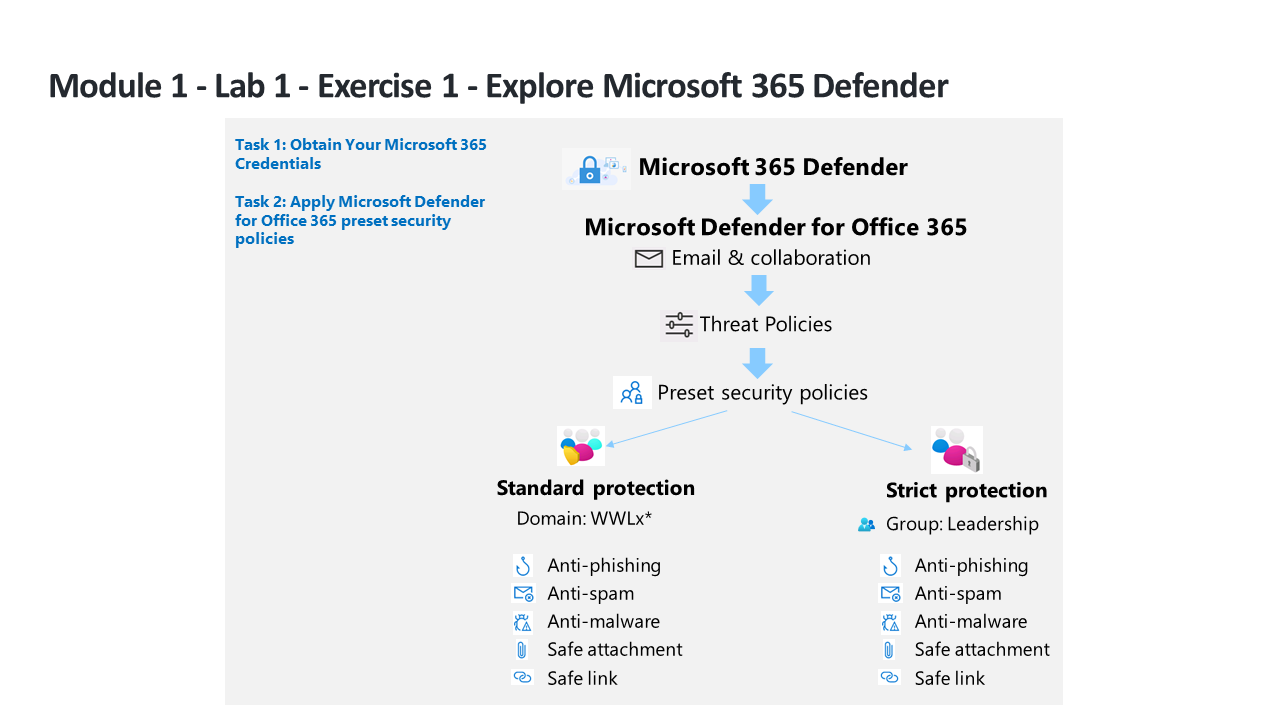 Module 1 - Lab 1 - Exercise 1 - Explore Microsoft 365 Defender
Task 1: Obtain Your Microsoft 365
Credentials
Task 2: Apply Microsoft Defender
for Office 365 preset security
policies
Microsoft 365 Defender
Microsoft Defender for Office 365
Email & collaboration
Threat Policies
Preset security policies
Standard protection
Domain: WWLx*
Anti-phishing
Anti-spam
Anti-malware
Safe attachment
Safe link
Strict protection
Group: Leadership
Anti-phishing
Anti-spam
Anti-malware
Safe attachment
Safe link